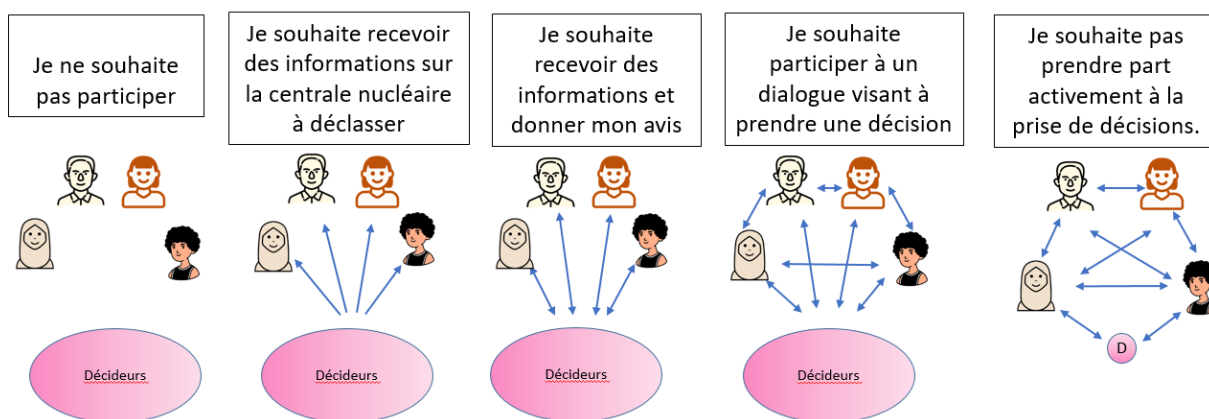 Je ne souhaite
pas participer
Je souhaite recevoir
des informations sur
la centrale nucléaire
à déclasser
Je souhaite
recevoir des
informations et
donner mon avis
Je souhaite
participer à un
dialogue visant à
prendre une décision
Je souhaite pas
prendre part
activement à la
prise de décisions.
Décideurs
Décideurs
Décideurs
Décideurs
D